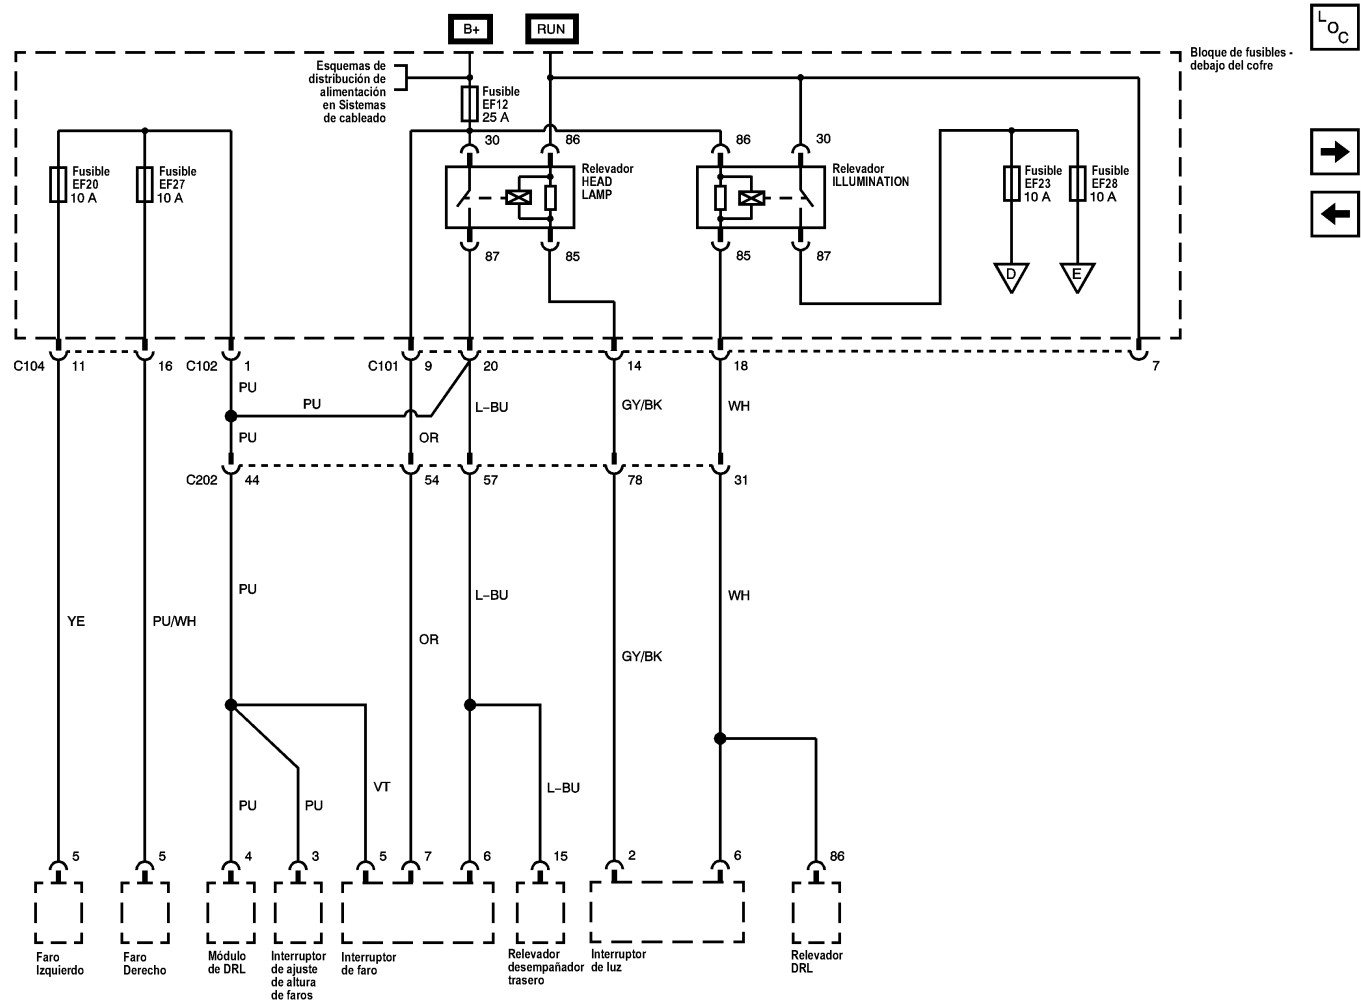 B+
RUN
L O C
Bloque de fusibles -
debajo del cofre
Esquemas de
distribución de
alimentación
en Sistemas
de cableado
Fusible
EF12
25 A
30
86
86
30
Fusible
EF20
10 A
Fusible
EF27
10 A
Relevador
HEAD
LAMP
Relevador
ILLUMINATION
Fusible
EF23
10 A
Fusible
EF28
10 A
87
85
85
87
D
E
C104
11
16
C102
1
C101
9
20
14
18
7
PU
PU
L–BU
GY/BK
WH
PU
OR
C202
44
54
57
78
31
PU
L–BU
WH
YE
PU/WH
OR
GY/BK
VT
L–BU
PU
PU
5
5
4
3
5
7
6
15
2
6
86
Faro
Izquierdo
Faro
Derecho
Módulo
de DRL
Interruptor
de ajuste
de altura
de faros
Interruptor
de faro
Relevador
desempañador
trasero
Interruptor
de luz
Relevador
DRL